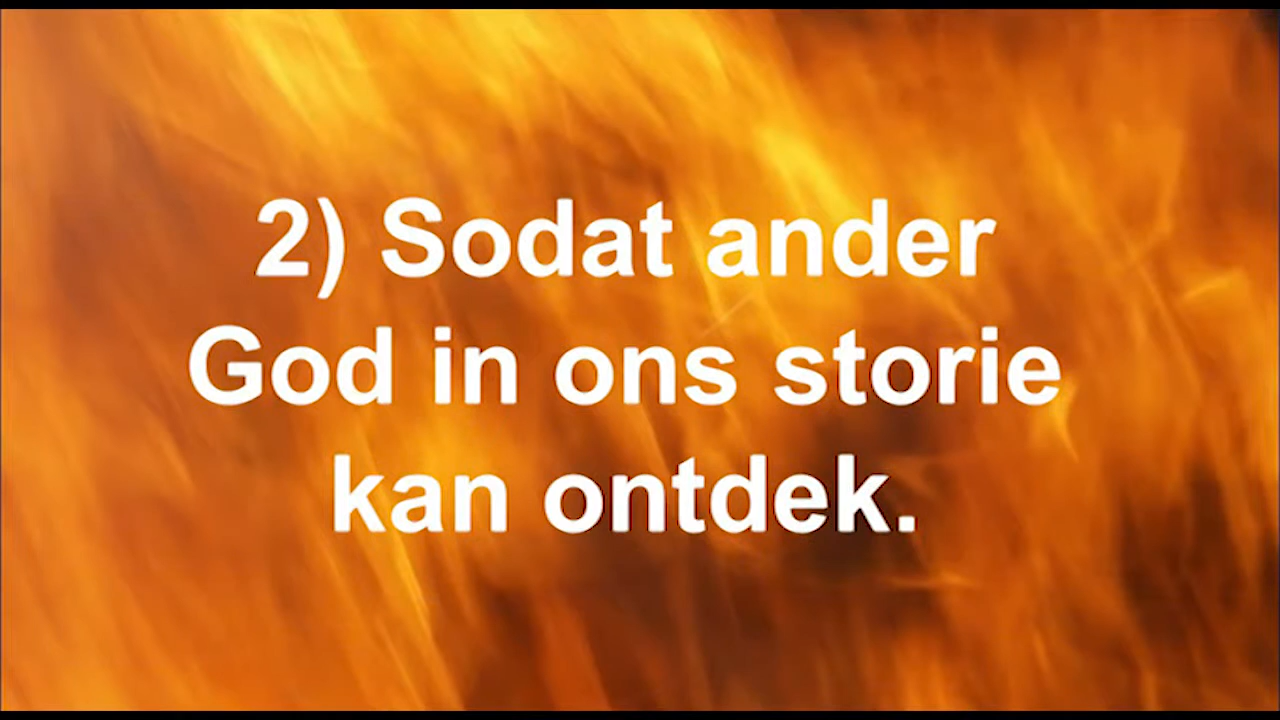 2) Sodat ander
God in ons storie
kan ontdek.